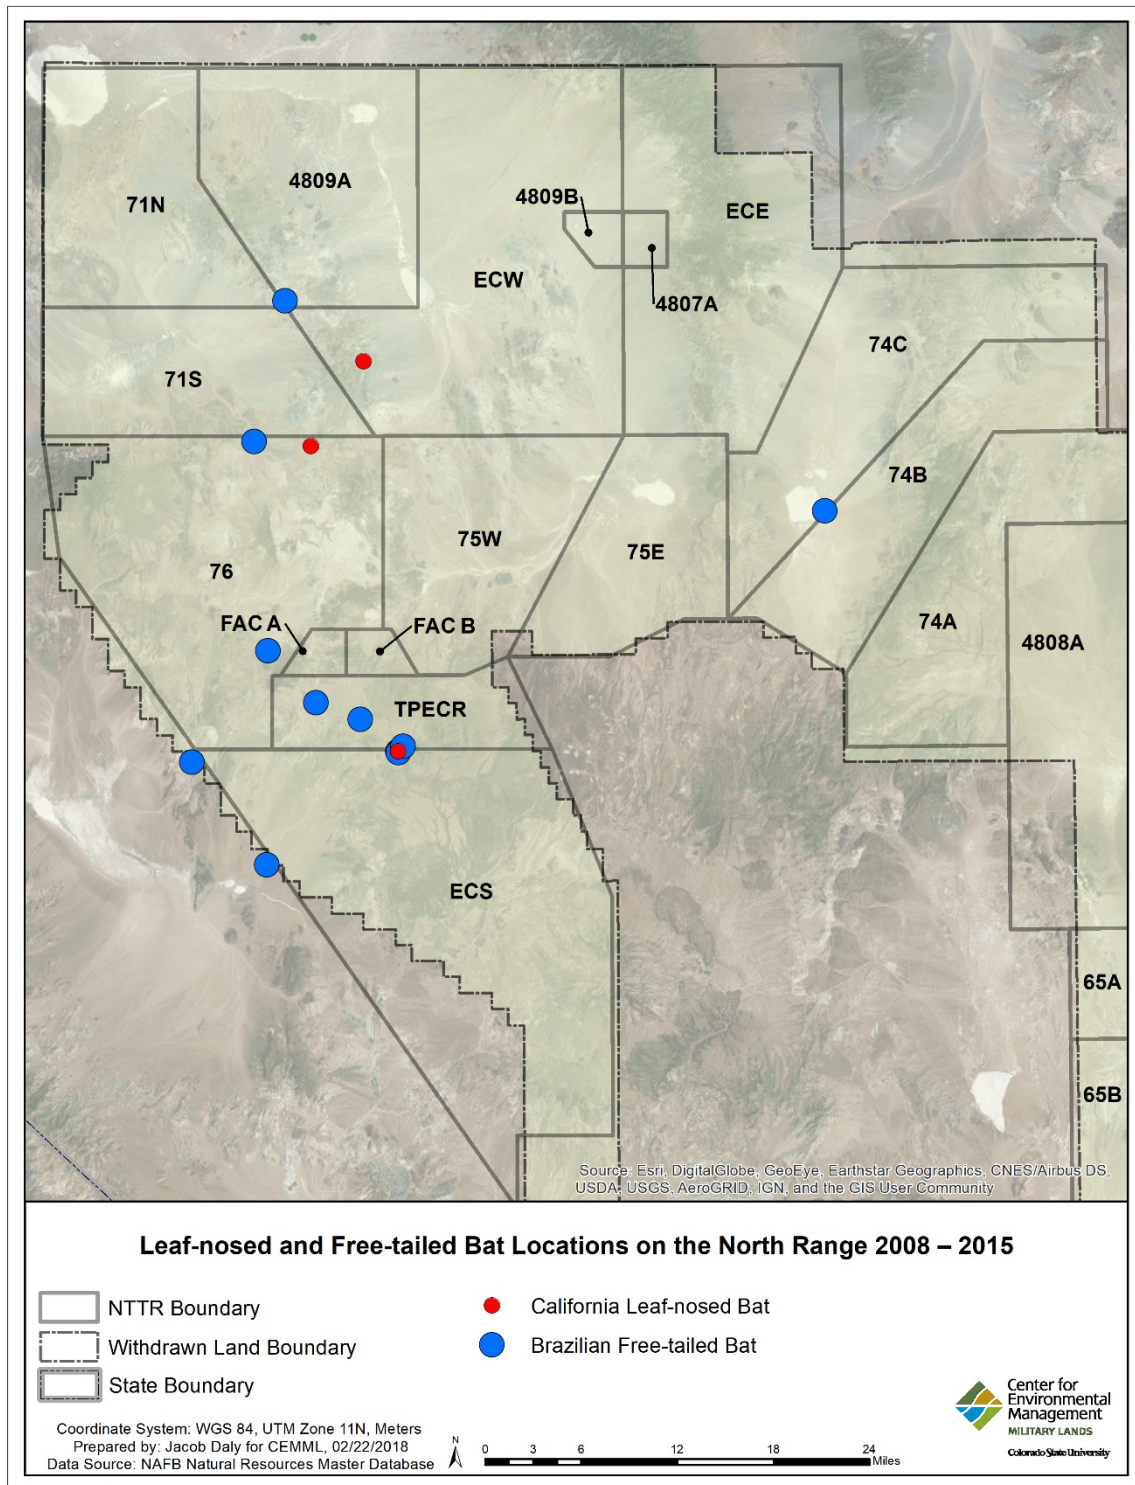 71N
4809A
4809B
ECE
ECW
4807A
74C
71S
74B
75W
75E
76
FAC A
FAC B
74A
4808A
TPECR
ECS
65A
65B
Source: Esri, DigitalGlobe, GeoEye, Earthstar Geographics, CNES/Airbus DS,
USDA, USGS, AeroGRID, IGN, and the GIS User Community
Leaf-nosed and Free-tailed Bat Locations on the North Range 2008 – 2015
NTTR Boundary
Withdrawn Land Boundary
State Boundary
California Leaf-nosed Bat
Brazilian Free-tailed Bat
Coordinate System: WGS 84, UTM Zone 11N, Meters
Prepared by: Jacob Daly for CEMML, 02/22/2018
Data Source: NAFB Natural Resources Master Database
N
0 3 6 12 18 24
Miles
Center for
Environmental
Management
MILITARY LANDS
Colorado State University